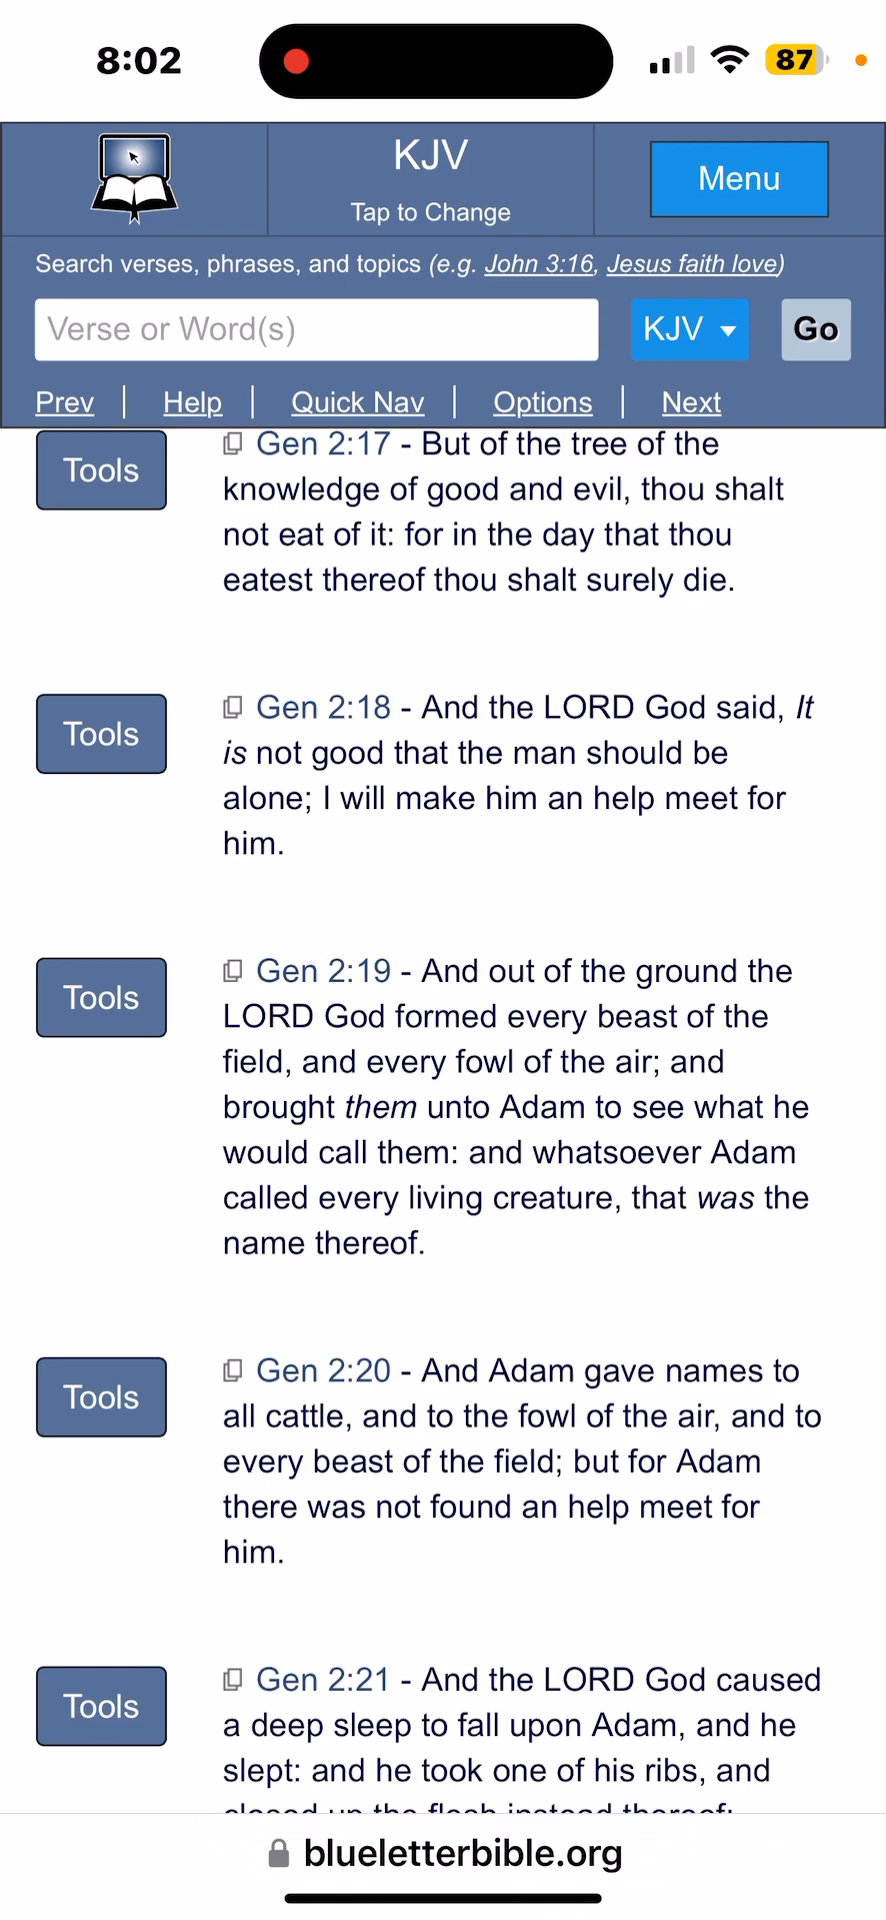 8:02
87
KJV
Tap to Change
Menu
Search verses, phrases, and topics (e.g. John 3:16, Jesus faith love)
Verse or Word(s)
KJV
Go
Prev | Help | Quick Nav | Options | Next
Tools
Gen 2:17 - But of the tree of the
knowledge of good and evil, thou shalt
not eat of it: for in the day that thou
eatest thereof thou shalt surely die.
Tools
Gen 2:18 - And the LORD God said, It
is not good that the man should be
alone; I will make him an help meet for
him.
Tools
Gen 2:19 - And out of the ground the
LORD God formed every beast of the
field, and every fowl of the air; and
brought them unto Adam to see what he
would call them: and whatsoever Adam
called every living creature, that was the
name thereof.
Tools
Gen 2:20 - And Adam gave names to
all cattle, and to the fowl of the air, and to
every beast of the field; but for Adam
there was not found an help meet for
him.
Tools
Gen 2:21 - And the LORD God caused
a deep sleep to fall upon Adam, and he
slept: and he took one of his ribs, and
closed up the flesh instead thereof;
blueletterbible.org